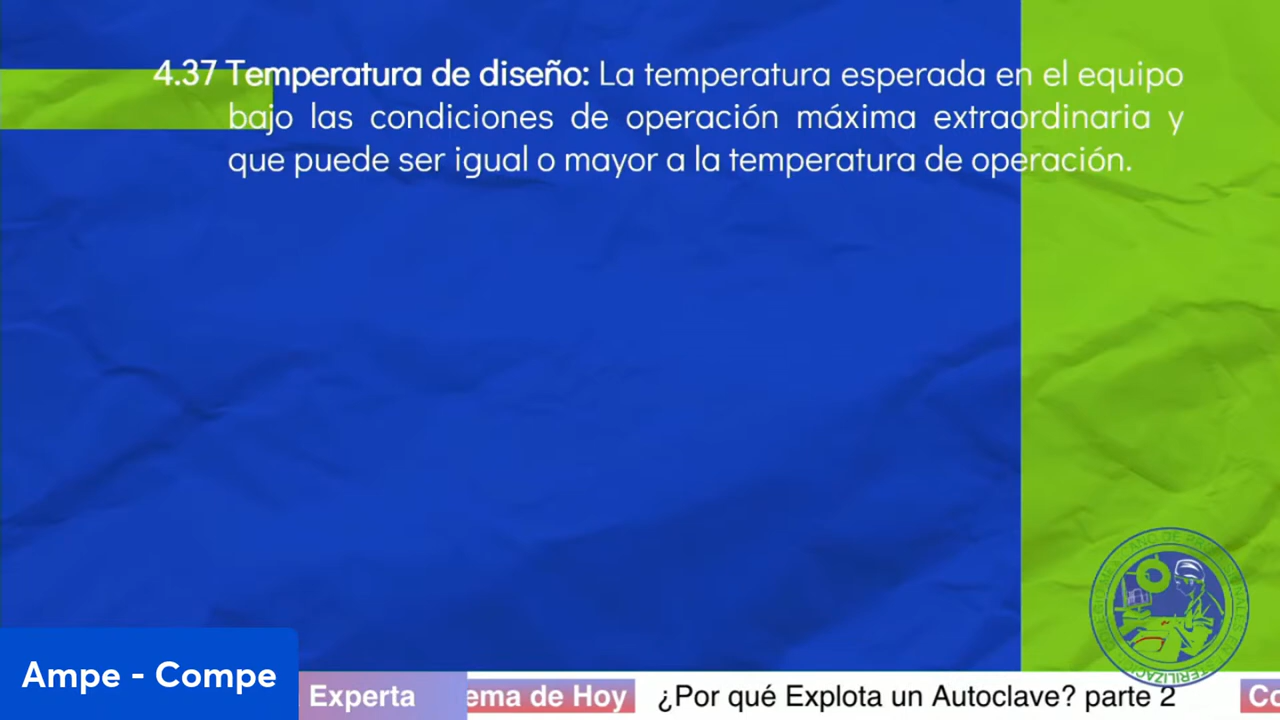 4.37 Temperatura de diseño: La temperatura esperada en el equipo
bajo las condiciones de operación máxima extraordinaria y
que puede ser igual o mayor a la temperatura de operación.
Ampe - Compe
Experta
ema de Hoy
¿Por qué Explota un Autoclave? parte 2
Co